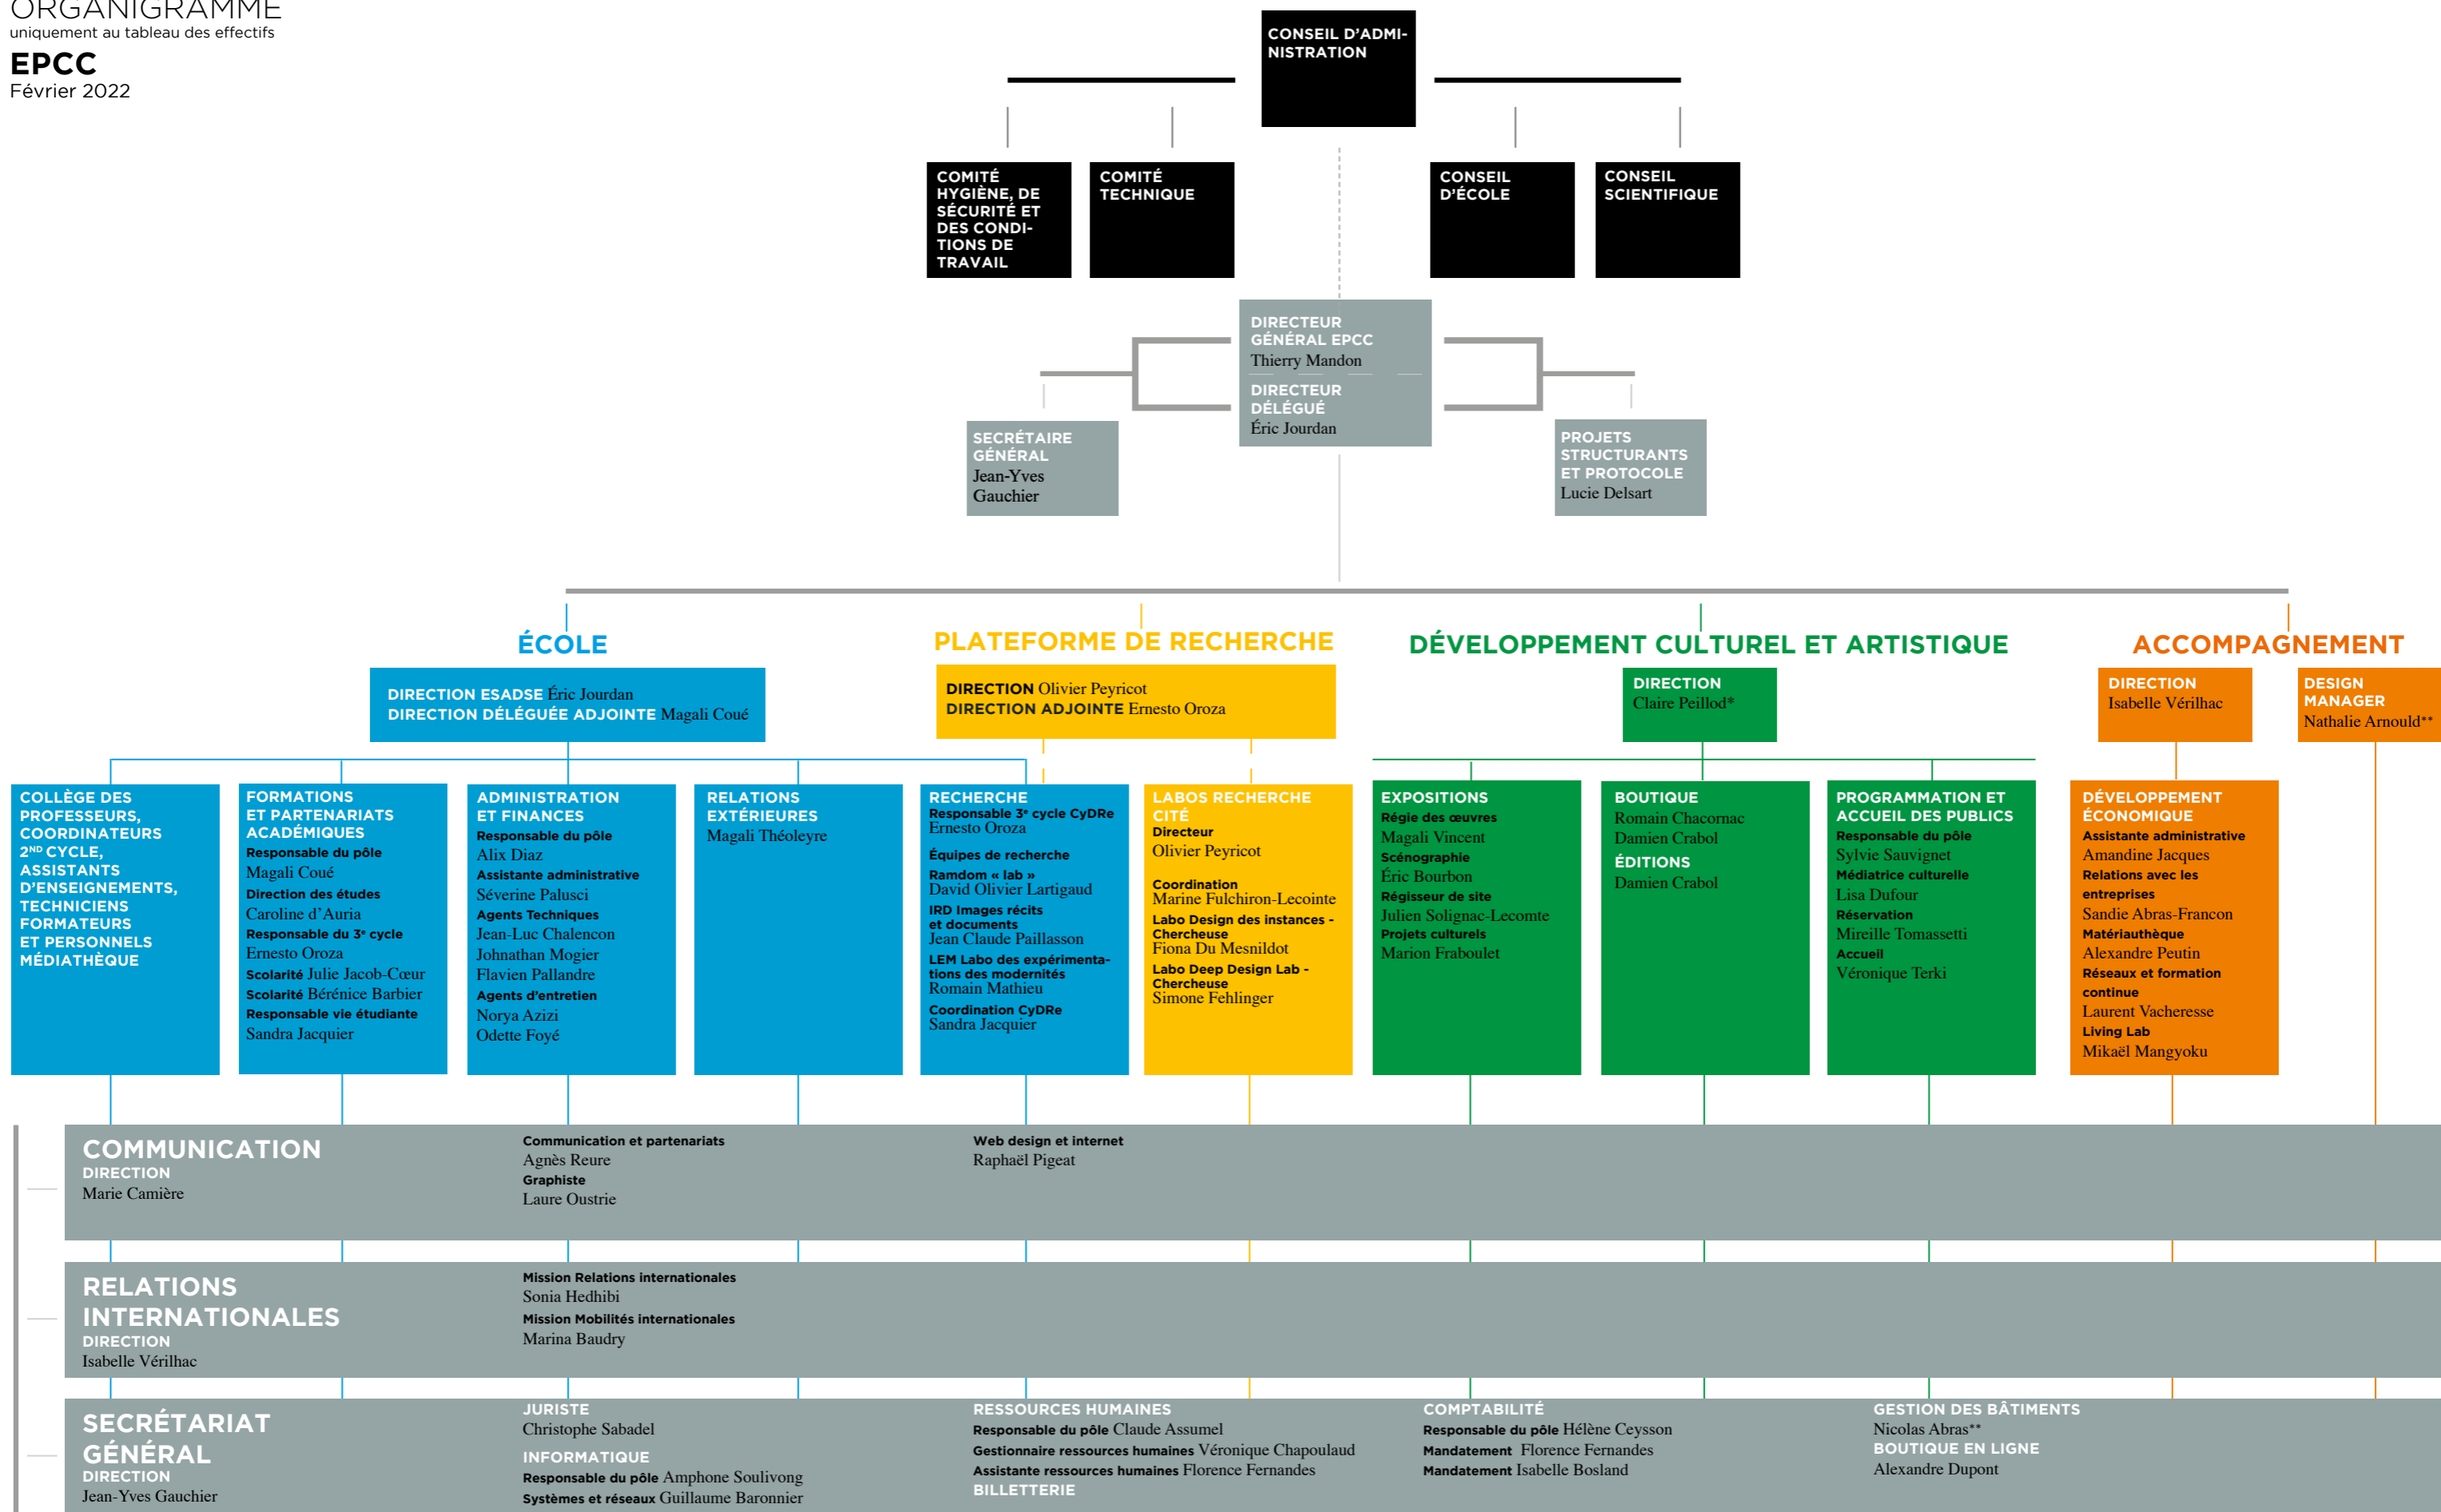 ORGANIGRAMME
uniquement au tableau des effectifs
EPCC
Février 2022
CONSEIL D'ADMI-
NISTRATION
COMITÉ
HYGIÈNE, DE
SÉCURITÉ ET
DES CONDI-
TIONS DE
TRAVAIL
COMITÉ
TECHNIQUE
CONSEIL
D'ÉCOLE
CONSEIL
SCIENTIFIQUE
DIRECTEUR
GÉNÉRAL EPCC
Thierry Mandon
DIRECTEUR
DÉLÉGUÉ
Éric Jourdan
SECRÉTAIRE
GÉNÉRAL
Jean-Yves
Gauchier
PROJETS
STRUCTURANTS
ET PROTOCOLE
Lucie Delsart
ÉCOLE
DIRECTION ESADSE Éric Jourdan
DIRECTION DÉLÉGUÉE ADJOINTE Magali Coué
PLATEFORME DE RECHERCHE
DIRECTION Olivier Peyricot
DIRECTION ADJOINTE Ernesto Oroza
DÉVELOPPEMENT CULTUREL ET ARTISTIQUE
DIRECTION
Claire Peillod*
ACCOMPAGNEMENT
DIRECTION
Isabelle Vérilhac
DESIGN
MANAGER
Nathalie Arnould**
COLLÈGE DES
PROFESSEURS,
COORDINATEURS
2ND CYCLE,
ASSISTANTS
D'ENSEIGNEMENTS,
TECHNICIENS
FORMATEURS
ET PERSONNELS
MÉDIATHÈQUE
FORMATIONS
ET PARTENARIATS
ACADÉMIQUES
Responsable du pôle
Magali Coué
Direction des études
Caroline d'Auria
Responsable du 3e cycle
Ernesto Oroza
Scolarité Julie Jacob-Cœur
Scolarité Bérénice Barbier
Responsable vie étudiante
Sandra Jacquier
ADMINISTRATION
ET FINANCES
Responsable du pôle
Alix Diaz
Assistante administrative
Séverine Palusci
Agents Techniques
Jean-Luc Chalencon
Johnathan Mogier
Flavien Pallandre
Agents d'entretien
Norya Azizi
Odette Foyé
RELATIONS
EXTÉRIEURES
Magali Théoleyre
RECHERCHE
Responsable 3e cycle CyDRe
Ernesto Oroza
Équipes de recherche
Ramdom « lab »
David Olivier Lartigaud
IRD Images récits
et documents
Jean Claude Paillasson
LEM Labo des expérimenta-
tions des modernités
Romain Mathieu
Coordination CyDRe
Sandra Jacquier
LABOS RECHERCHE
CITÉ
Directeur
Olivier Peyricot
Coordination
Marine Fulchiron-Lecointe
Labo Design des instances -
Chercheuse
Fiona Du Mesnildot
Labo Deep Design Lab -
Chercheuse
Simone Fehlinger
EXPOSITIONS
Régie des œuvres
Magali Vincent
Scénographie
Éric Bourbon
Régisseur de site
Julien Solignac-Lecomte
Projets culturels
Marion Fraboulet
BOUTIQUE
Romain Chacornac
Damien Crabol
ÉDITIONS
Damien Crabol
PROGRAMMATION ET
ACCUEIL DES PUBLICS
Responsable du pôle
Sylvie Sauvignet
Médiatrice culturelle
Lisa Dufour
Réservation
Mireille Tomassetti
Accueil
Véronique Terki
DÉVELOPPEMENT
ÉCONOMIQUE
Assistante administrative
Amandine Jacques
Relations avec les
entreprises
Sandie Abras-Francon
Matériauthèque
Alexandre Peutin
Réseaux et formation
continue
Laurent Vacheresse
Living Lab
Mikaël Mangyoku
COMMUNICATION
DIRECTION
Marie Camière
Communication et partenariats
Agnès Reure
Graphiste
Laure Oustrie
Web design et internet
Raphaël Pigeat
RELATIONS
INTERNATIONALES
DIRECTION
Isabelle Vérilhac
Mission Relations internationales
Sonia Hedhibi
Mission Mobilités internationales
Marina Baudry
SECRÉTARIAT
GÉNÉRAL
DIRECTION
Jean-Yves Gauchier
JURISTE
Christophe Sabadel
INFORMATIQUE
Responsable du pôle Amphone Soulivong
Systèmes et réseaux Guillaume Baronnier
RESSOURCES HUMAINES
Responsable du pôle Claude Assumel
Gestionnaire ressources humaines Véronique Chapoulaud
Assistante ressources humaines Florence Fernandes
BILLETTERIE
COMPTABILITÉ
Responsable du pôle Hélène Ceysson
Mandatement Florence Fernandes
Mandatement Isabelle Bosland
GESTION DES BÂTIMENTS
Nicolas Abras**
BOUTIQUE EN LIGNE
Alexandre Dupont